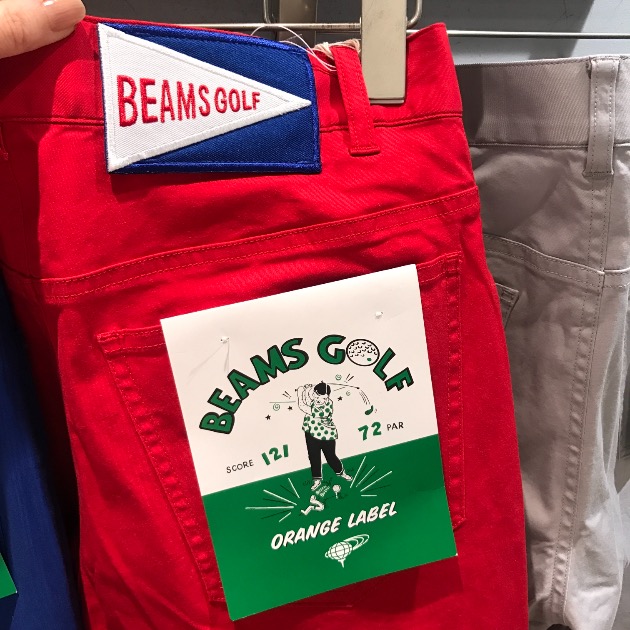 BEAMS GOLF
BEAMS GOLF
SCORE 121 72 PAR
ORANGE LABEL